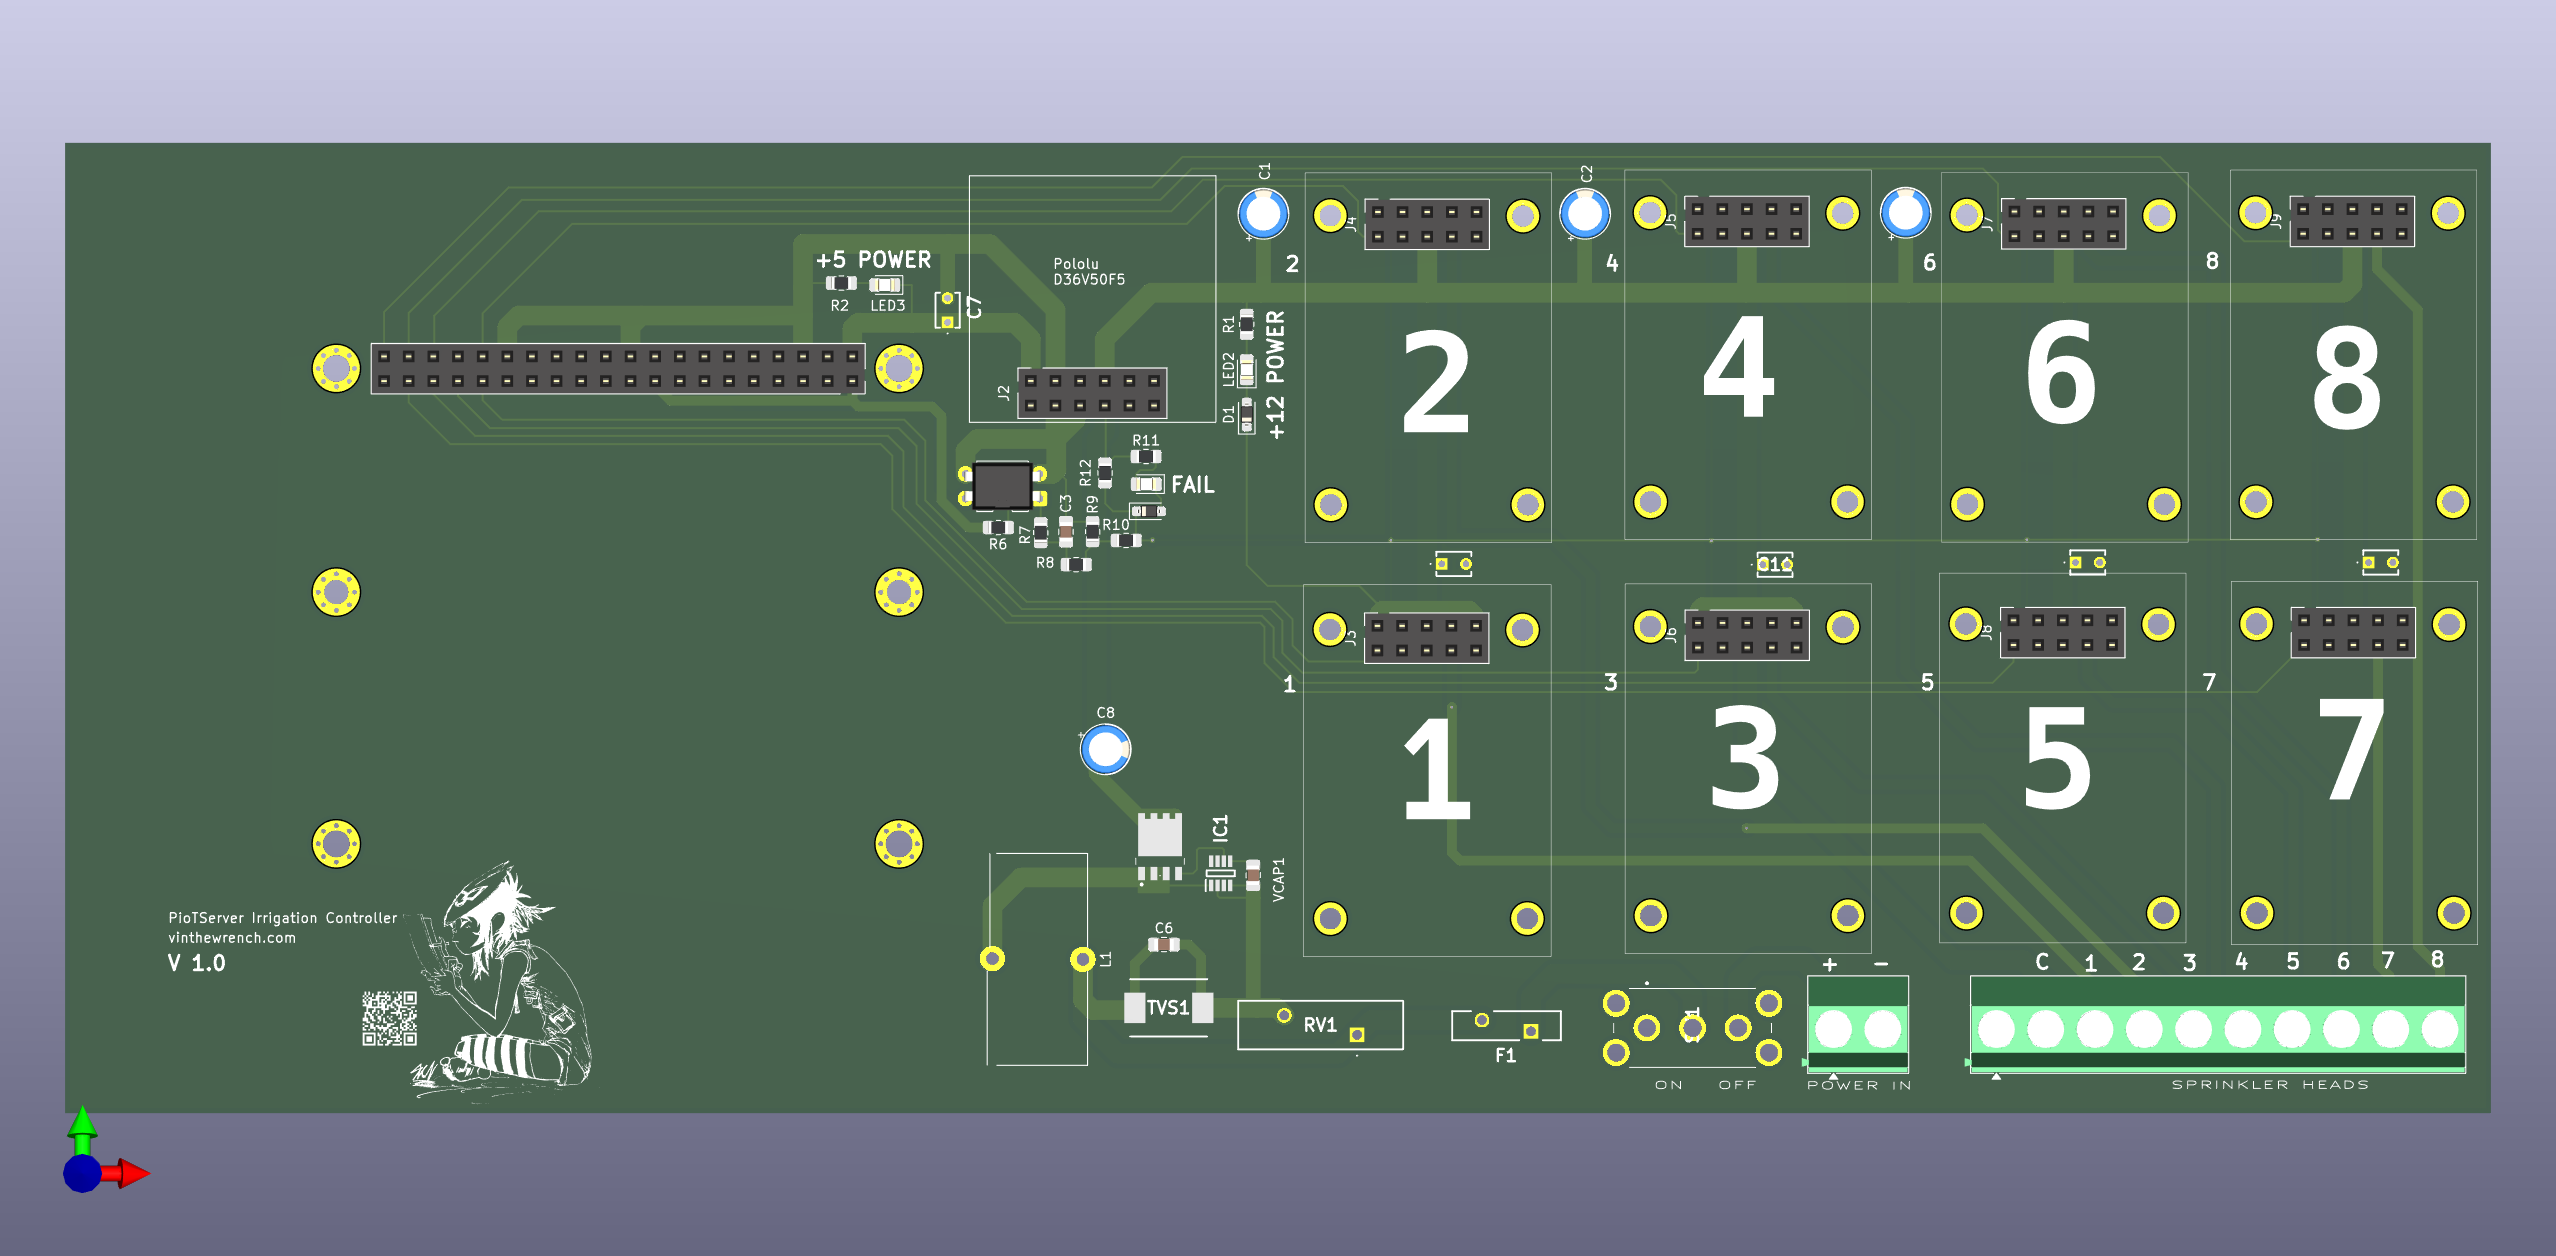 C1
C2
J4
J5
J7
J9
+5 POWER
2
4
6
8
Pololu
D36V50F5
R2
LED3
C7
R1
LED2
+12 POWER
D1
J2
2
4
6
8
R11
R12
FAIL
C3
R9
R10
R6
R7
R8
J3
J6
J8
1
3
5
7
C8
1
3
5
7
IC1
VCAP1
PioTServer Irrigation Controller
vinthewrench.com
V 1.0
C6
L1
TVS1
RV1
F1
+ -
C 1 2 3 4 5 6 7 8
ON OFF
POWER IN
SPRINKLER HEADS